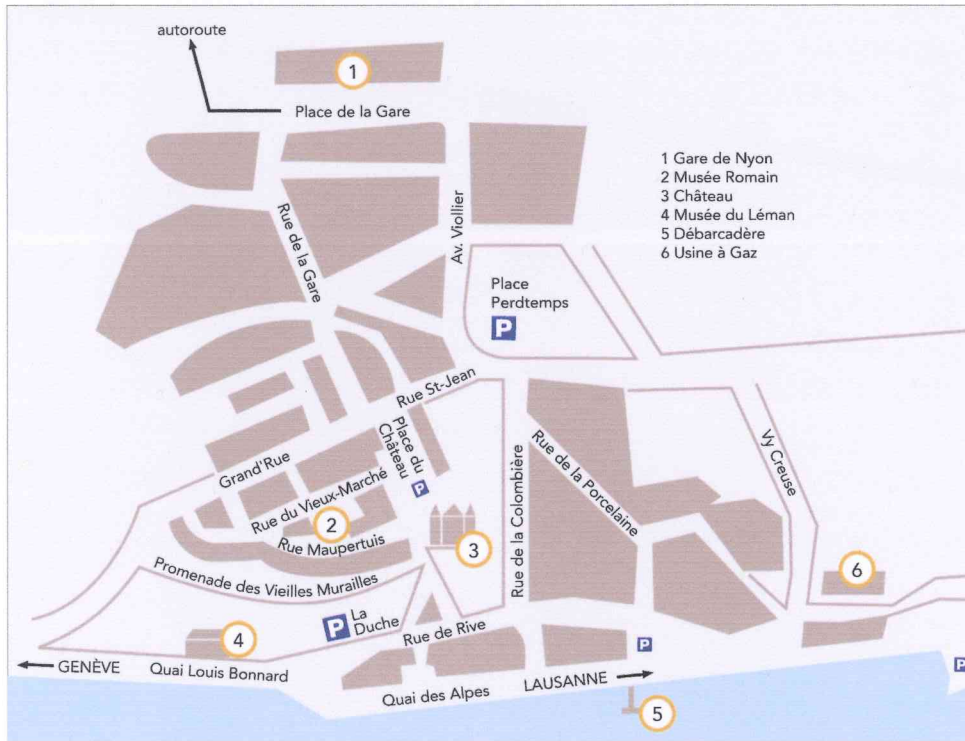 autoroute
1
Place de la Gare
1 Gare de Nyon
2 Musée Romain
3 Château
4 Musée du Léman
5 Débarcadère
6 Usine à Gaz
Rue de la Gare
Av. Viollier
Place
Perdtemps
P
Rue St-Jean
Place du
Château
P
Grand'Rue
Rue du Vieux-Marché
2
Rue Maupertuis
3
Rue de la Colombière
Rue de la Porcelaine
Vy Creuse
6
Promenade des Vieilles Murailles
P
La
Duche
4
Rue de Rive
P
P
GENÈVE
Quai Louis Bonnard
Quai des Alpes
LAUSANNE
5